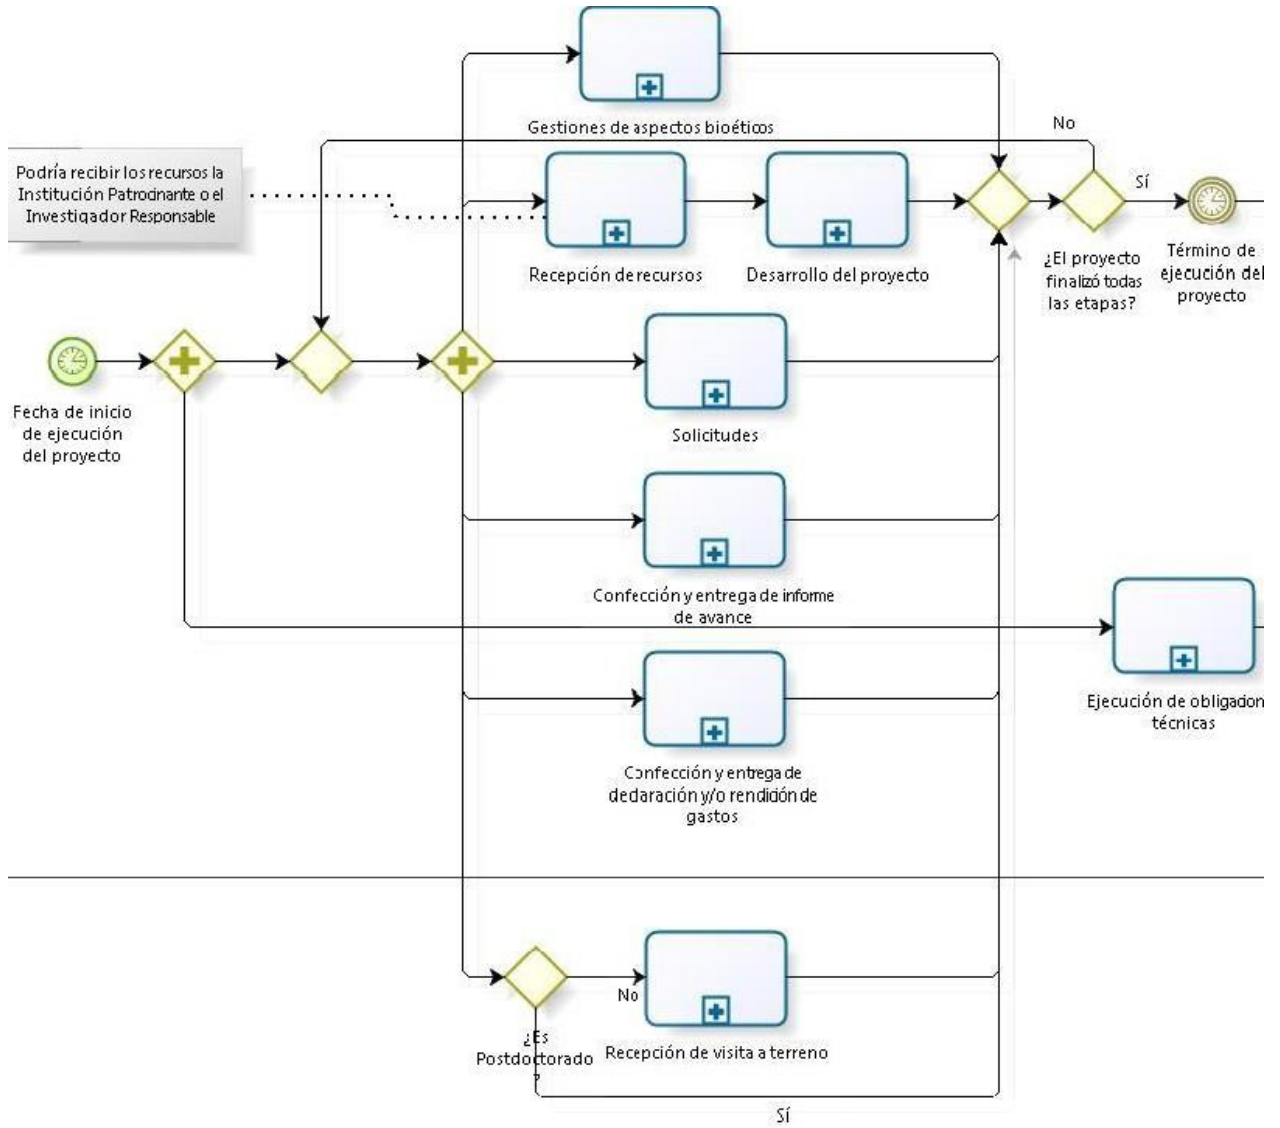 Gestiones de aspectos bioéticos
No
Podría recibir los recursos la
Institución Patrocinante o el
Investigador Responsable
Sí
Recepción de recursos
Desarrollo del proyecto
¿El proyecto
finalizó todas
las etapas?
Término de
ejecución del
proyecto
Fecha de inicio
de ejecución
del proyecto
Solicitudes
Confección y entrega de informe
de avance
Ejecución de obligacion
técnicas
Confección y entrega de
declaración y/o rendición de
gastos
No
¿Es
Postdoctorado
?
Recepción de visita a terreno
Sí